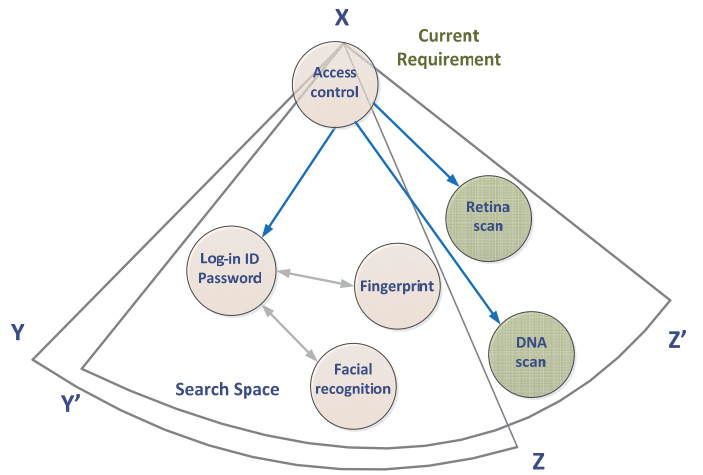 X
Current
Requirement
Access
control
Retina
scan
Log-in ID
Password
Fingerprint
Y
Z’
DNA
scan
Facial
recognition
Search Space
Y’
Z